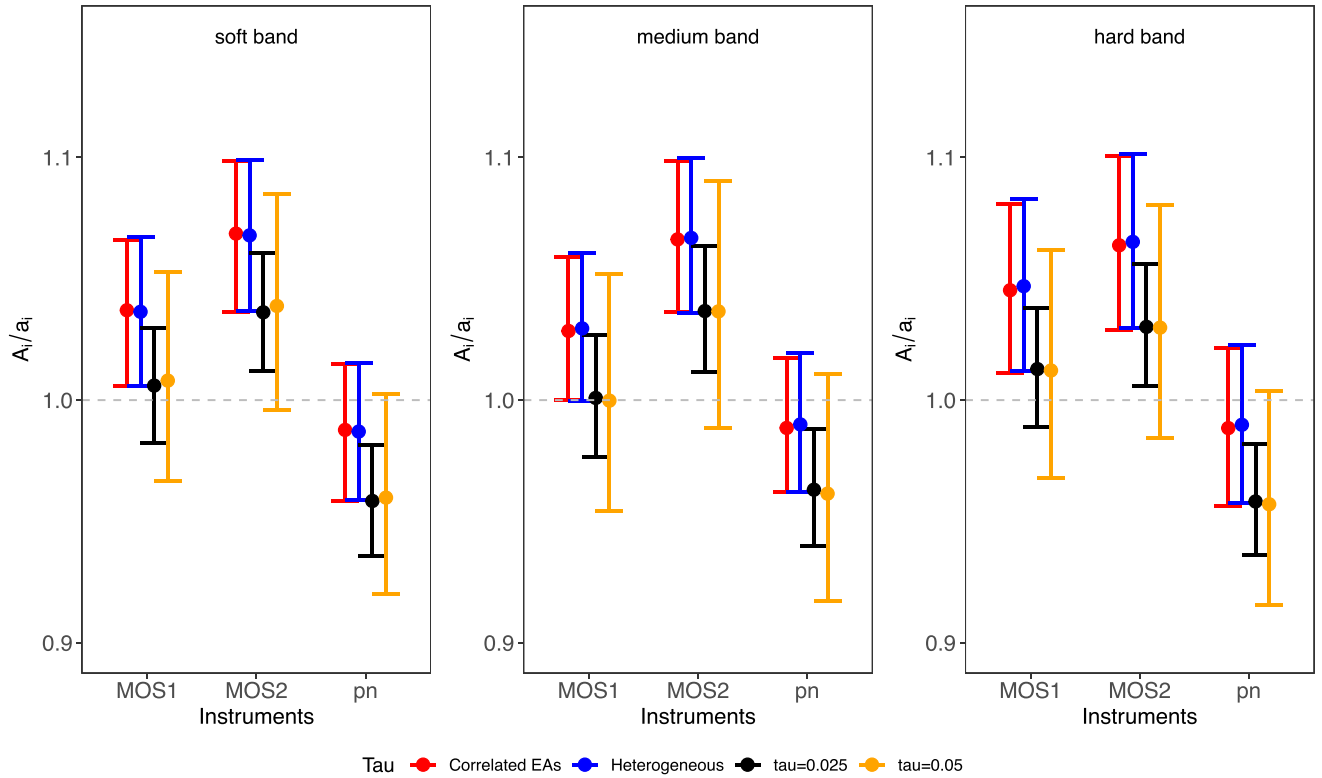 soft band
medium band
hard band
1.1
1.0
0.9
Ai/ai
MOS1 MOS2 pn
Instruments
1.1
1.0
0.9
Ai/ai
MOS1 MOS2 pn
Instruments
1.1
1.0
0.9
Ai/ai
MOS1 MOS2 pn
Instruments
Tau Correlated EAs Heterogeneous tau=0.025 tau=0.05